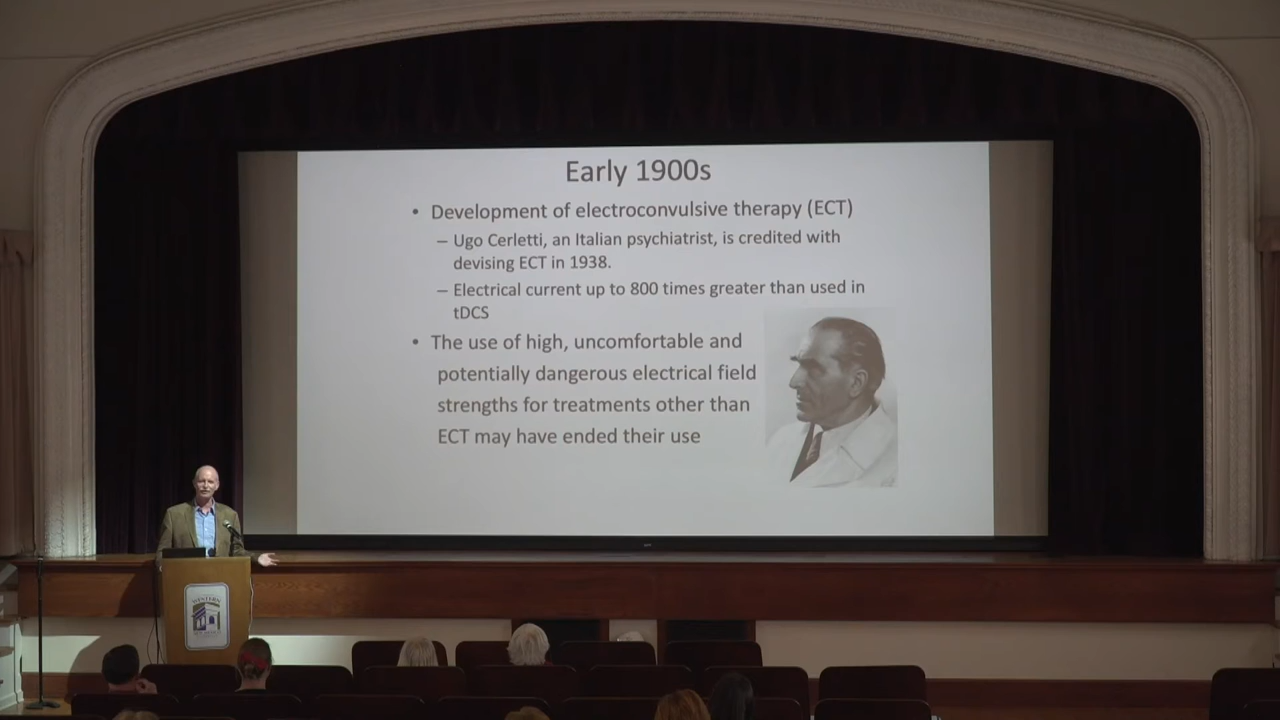 Early 1900s
• Development of electroconvulsive therapy (ECT)
– Ugo Cerletti, an Italian psychiatrist, is credited with
devising ECT in 1938.
– Electrical current up to 800 times greater than used in
tDCS
• The use of high, uncomfortable and
potentially dangerous electrical field
strengths for treatments other than
ECT may have ended their use
WESTERN